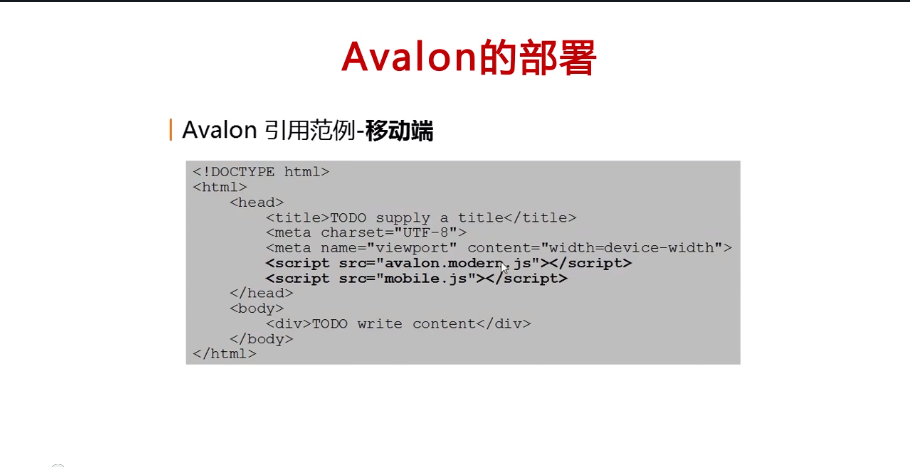 Avalon的部署
Avalon 引用范例-移动端
<!DOCTYPE html>
<html>
    <head>
        <title>TODO supply a title</title>
        <meta charset="UTF-8">
        <meta name="viewport" content="width=device-width">
        <script src="avalon.modern.js"></script>
        <script src="mobile.js"></script>
    </head>
    <body>
        <div>TODO write content</div>
    </body>
</html>